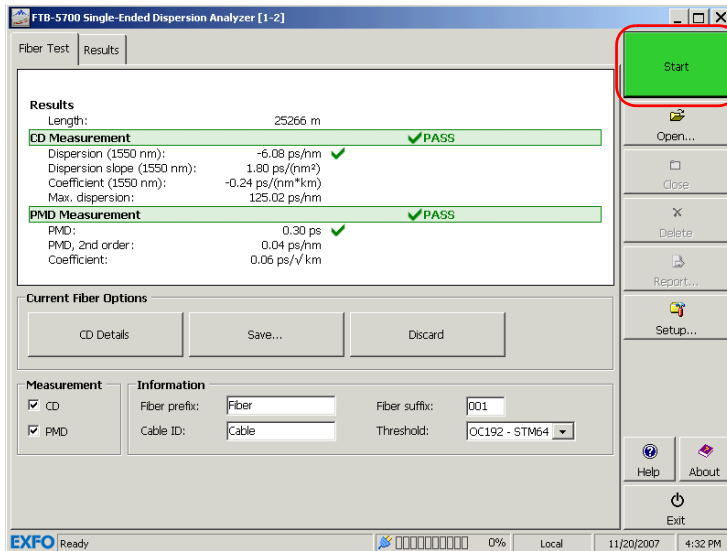 FTB-5700 Single-Ended Dispersion Analyzer [1-2]
Fiber Test
Results
Start
Results
Length: 25266 m
CD Measurement PASS
Dispersion (1550 nm): -6.08 ps/nm
Dispersion slope (1550 nm): 1.80 ps/(nm²)
Coefficient (1550 nm): -0.24 ps/(nm*km)
Max. dispersion: 125.02 ps/nm
PMD Measurement PASS
PMD: 0.30 ps
PMD, 2nd order: 0.04 ps/nm
Coefficient: 0.06 ps/√km
Open...
Close
Delete
Report...
Setup...
Current Fiber Options
CD Details
Save...
Discard
Measurement
CD
PMD
Information
Fiber prefix: Fiber
Fiber suffix: 001
Cable ID: Cable
Threshold: OC192 - STM64
Help
About
Exit
EXFO Ready 0% Local 11/20/2007 4:32 PM